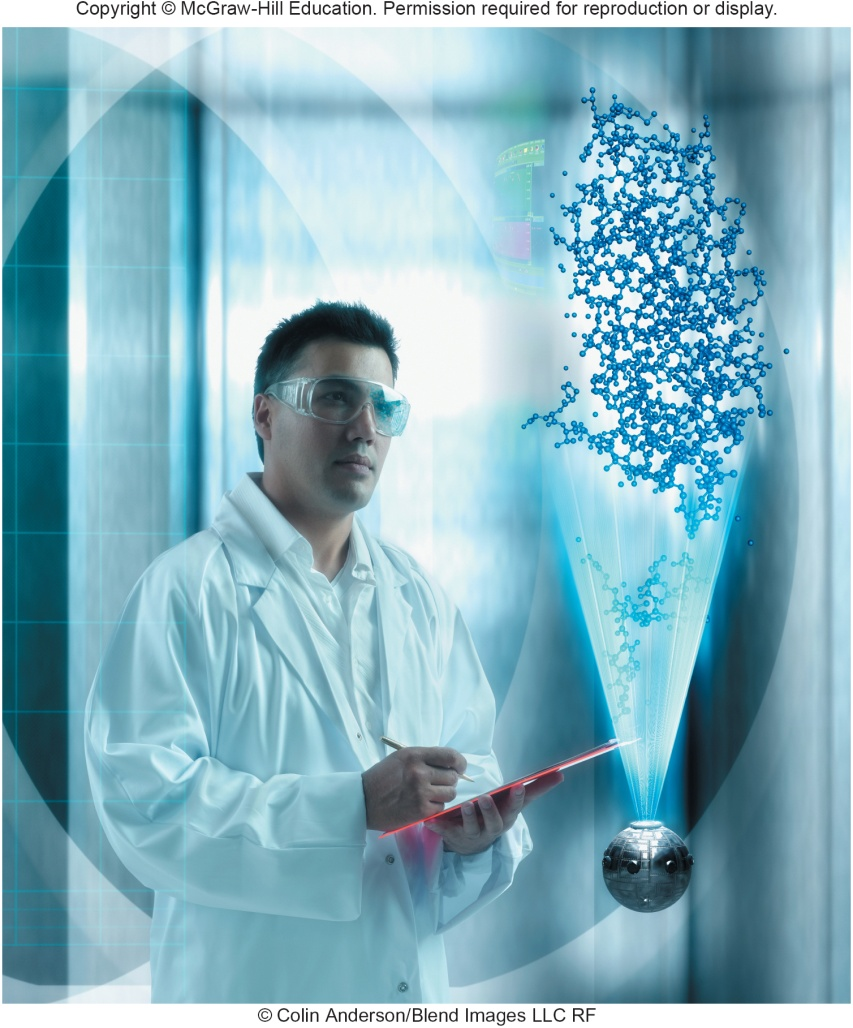 Copyright © McGraw-Hill Education. Permission required for reproduction or display.
© Colin Anderson/Blend Images LLC RF